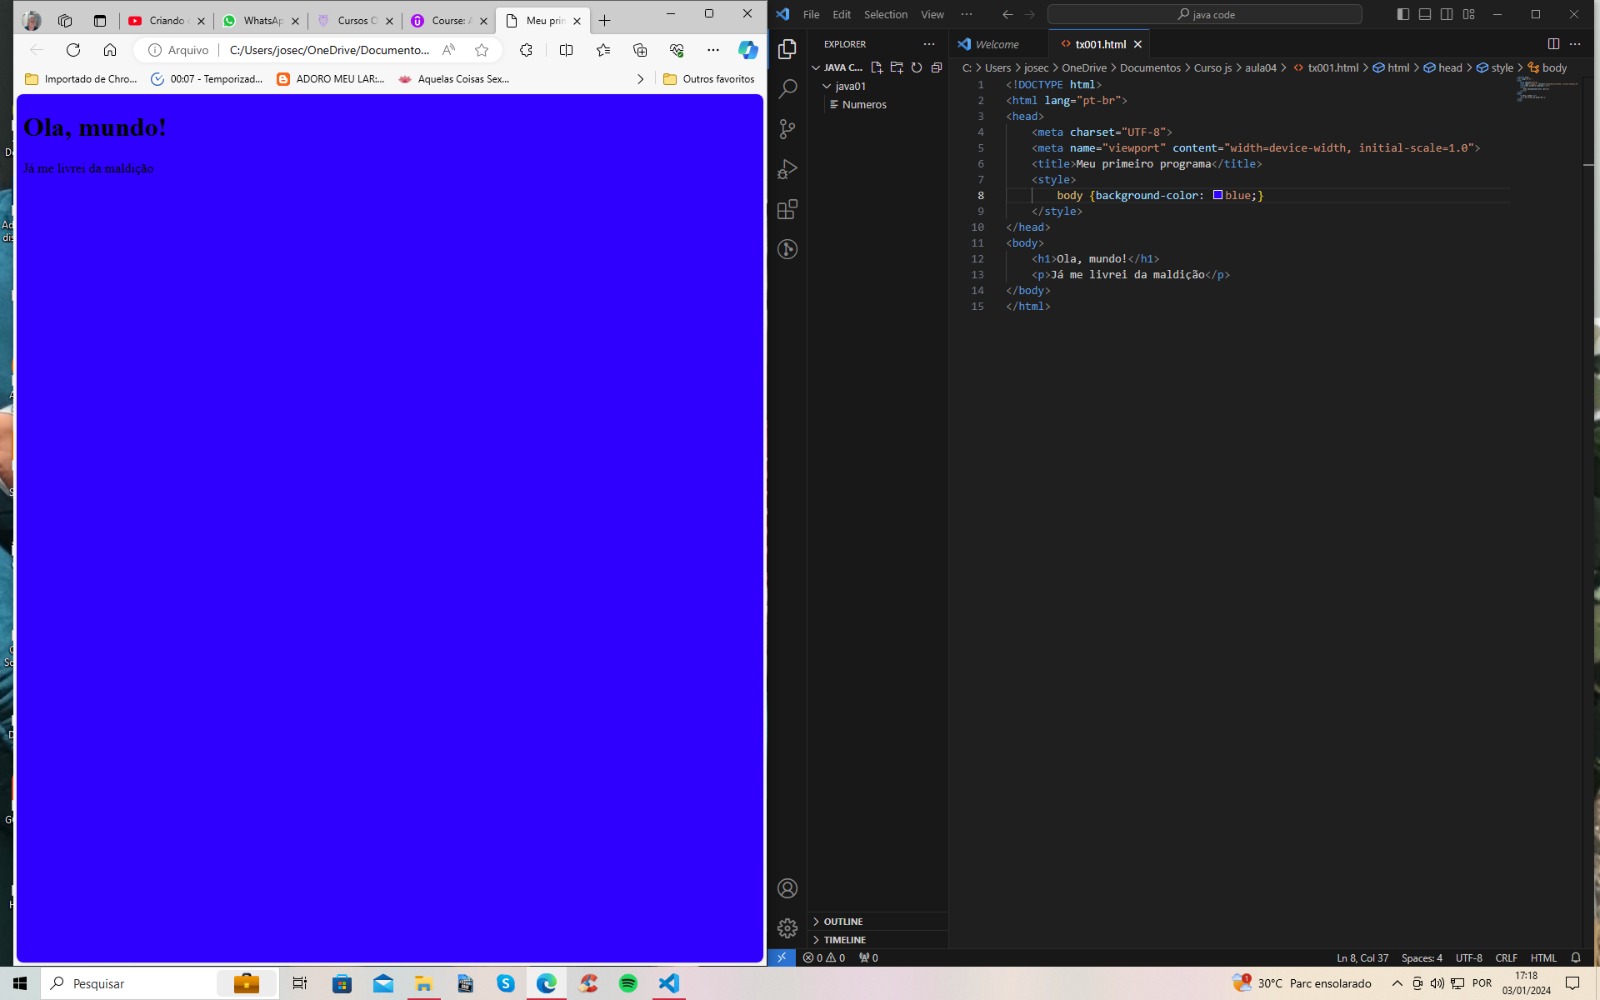 Criando
WhatsAp
Cursos C
Course: A
Meu prin
Arquivo
C:/Users/josec/OneDrive/Documento...
Importado de Chro...
00:07 - Temporizad...
ADORO MEU LAR:...
Aquelas Coisas Sex...
Outros favoritos
Ola, mundo!
Já me livrei da maldição
File Edit Selection View ···
java code
EXPLORER
JAVA C...
java01
Numeros
OUTLINE
TIMELINE
Welcome
tx001.html
C: > Users > josec > OneDrive > Documentos > Curso js > aula04 > tx001.html > html > head > style > body
1 <!DOCTYPE html>
2 <html lang="pt-br">
3 <head>
4 <meta charset="UTF-8">
5 <meta name="viewport" content="width=device-width, initial-scale=1.0">
6 <title>Meu primeiro programa</title>
7 <style>
8 body {background-color: blue;}
9 </style>
10 </head>
11 <body>
12 <h1>Ola, mundo!</h1>
13 <p>Já me livrei da maldição</p>
14 </body>
15 </html>
0 0 0
Ln 8, Col 37 Spaces: 4 UTF-8 CRLF HTML
Pesquisar
30°C Parc ensolarado
POR
17:18
03/01/2024